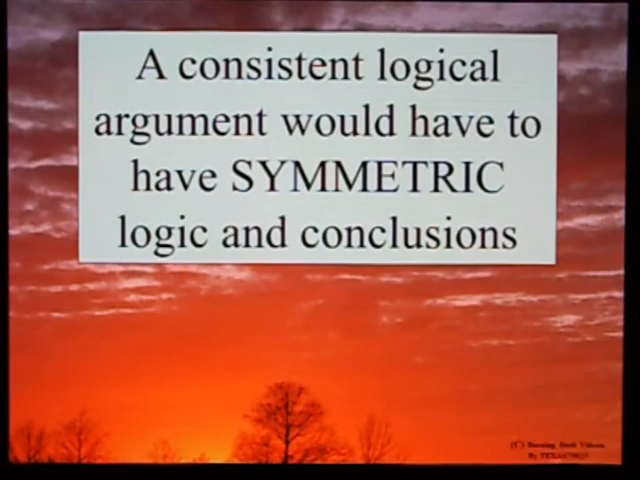 A consistent logical
argument would have to
have SYMMETRIC
logic and conclusions